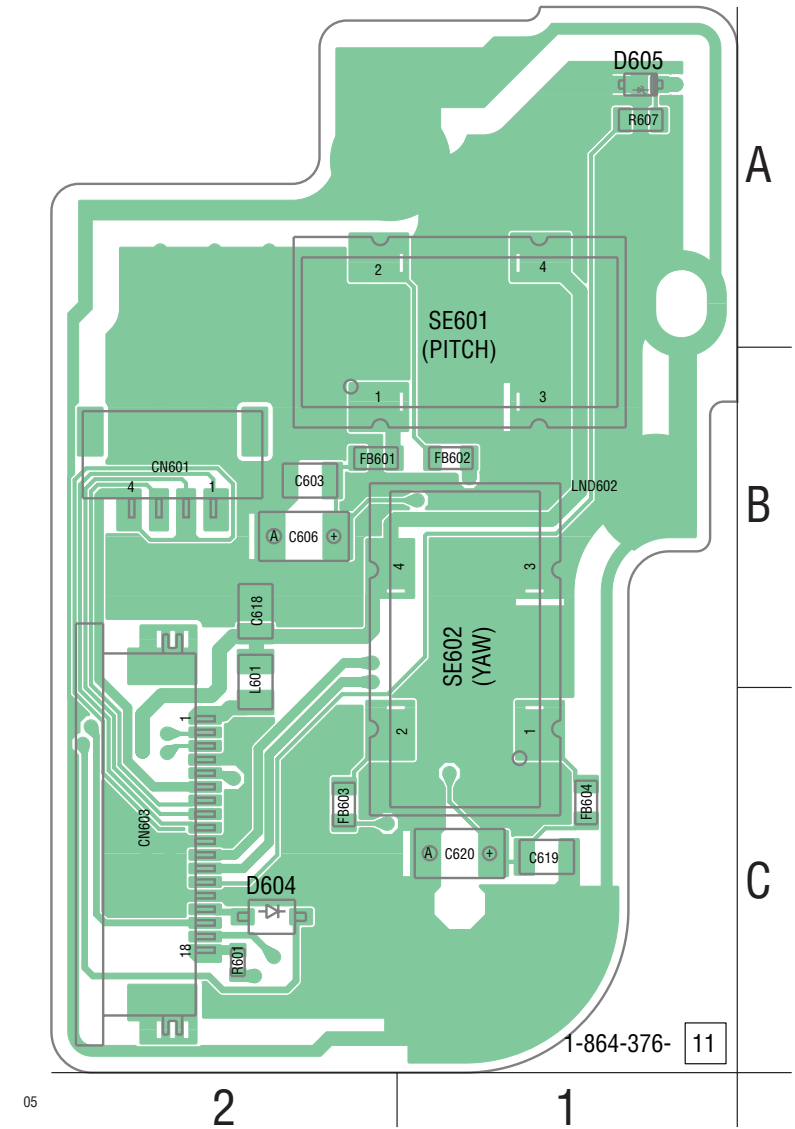 D605
R607
A
2
4
SE601
(PITCH)
1
3
CN601
FB601
FB602
C603
LND602
4
1
B
A
C606
+
4
3
C618
SE602
(YAW)
L601
1
2
1
FB603
FB604
CN603
A
C620
+
C619
D604
C
18
R601
1-864-376-
11
05
2
1